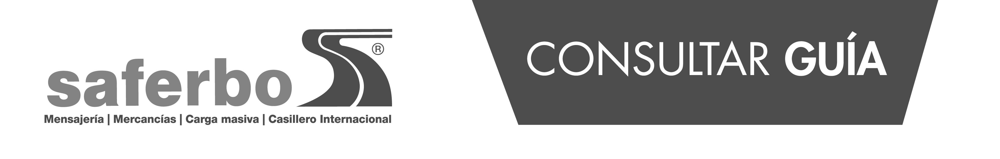 saferbo ®
Mensajería | Mercancías | Carga masiva | Casillero Internacional
CONSULTAR GUÍA